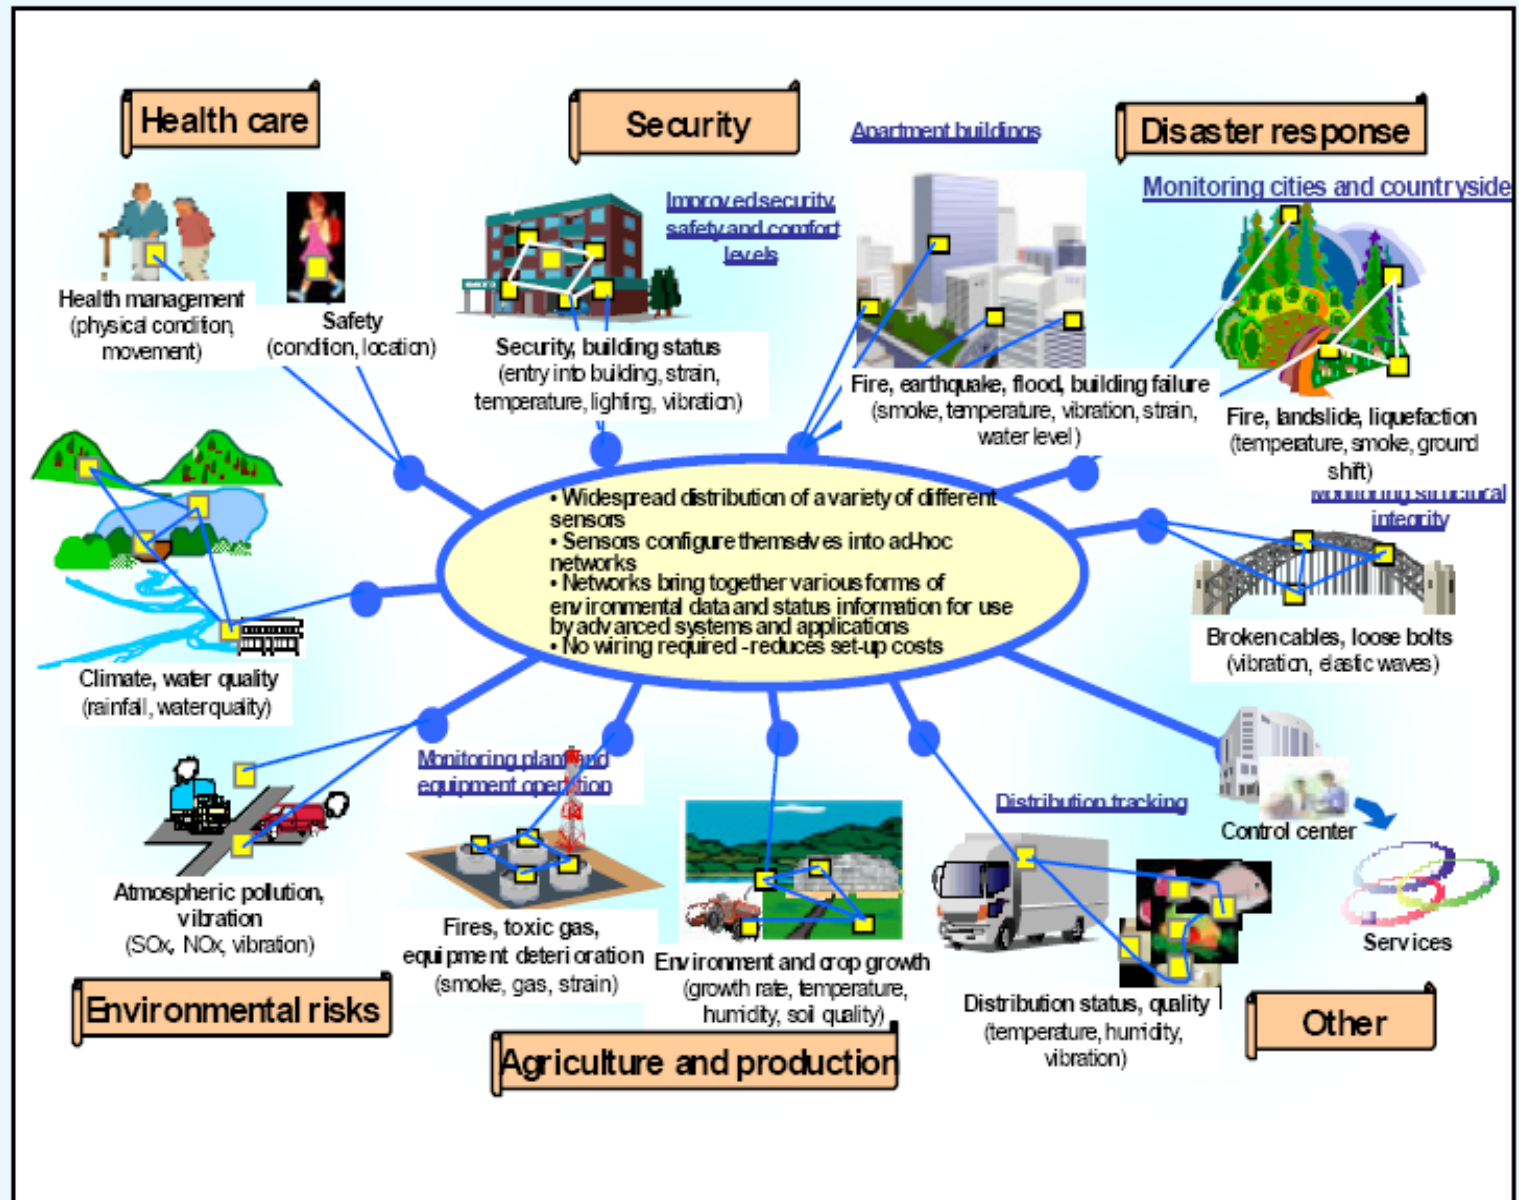 Health care
Security
Apartment buildings
Disaster response
Monitoring cities and countryside
Improved security,
safety and comfort
levels
Health management
(physical condition,
movement)
Safety
(condition, location)
Security, building status
(entry into building, strain,
temperature, lighting, vibration)
Fire, earthquake, flood, building failure
(smoke, temperature, vibration, strain,
water level)
Fire, landslide, liquefaction
(temperature, smoke, ground
shift)
Monitoring structural
integrity
• Widespread distribution of a variety of different
sensors
• Sensors configure themselves into ad-hoc
networks
• Networks bring together various forms of
environmental data and status information for use
by advanced systems and applications
• No wiring required - reduces set-up costs
Broken cables, loose bolts
(vibration, elastic waves)
Climate, water quality
(rainfall, water quality)
Monitoring plant and
equipment operation
Distribution tracking
Control center
Atmospheric pollution,
vibration
(SOx, NOx, vibration)
Fires, toxic gas,
equipment deterioration
(smoke, gas, strain)
Environment and crop growth
(growth rate, temperature,
humidity, soil quality)
Distribution status, quality
(temperature, humidity,
vibration)
Services
Environmental risks
Agriculture and production
Other